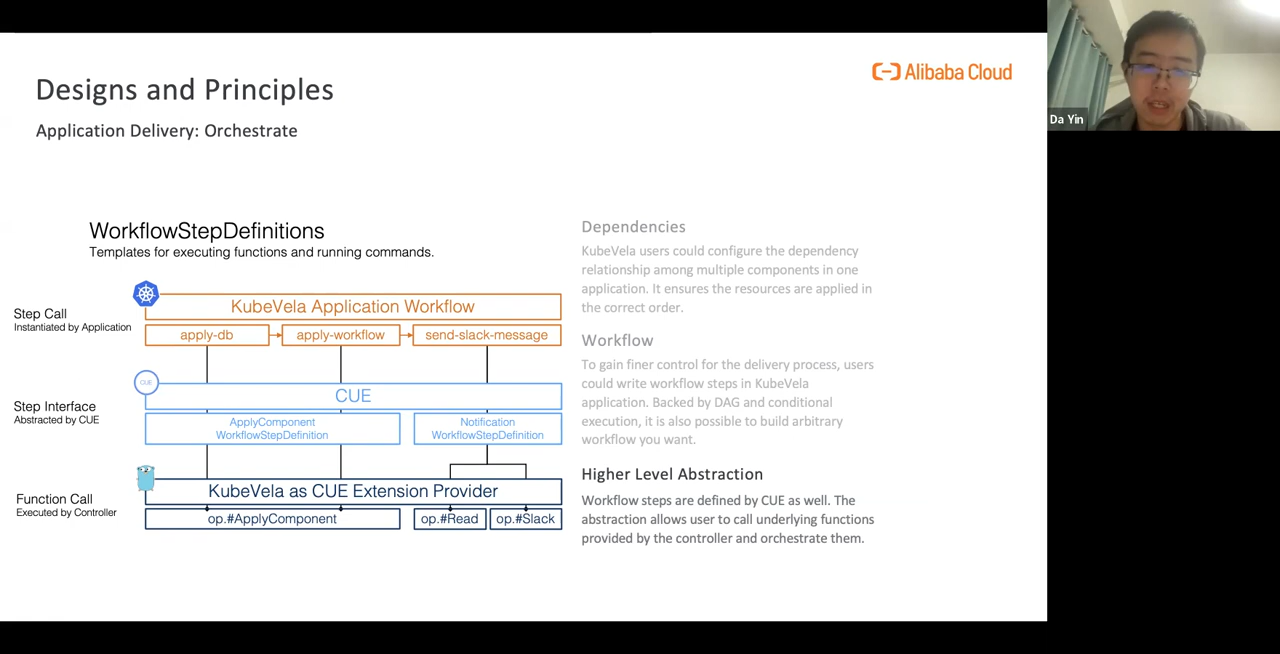 Designs and Principles
Alibaba Cloud
Application Delivery: Orchestrate
Da Yin
WorkflowStepDefinitions
Templates for executing functions and running commands.
Step Call
Instantiated by Application
KubeVela Application Workflow
apply-db
apply-workflow
send-slack-message
Step Interface
Abstracted by CUE
CUE
CUE
ApplyComponent
WorkflowStepDefinition
Notification
WorkflowStepDefinition
Function Call
Executed by Controller
KubeVela as CUE Extension Provider
op.#ApplyComponent
op.#Read
op.#Slack
Dependencies
KubeVela users could configure the dependency
relationship among multiple components in one
application. It ensures the resources are applied in
the correct order.
Workflow
To gain finer control for the delivery process, users
could write workflow steps in KubeVela
application. Backed by DAG and conditional
execution, it is also possible to build arbitrary
workflow you want.
Higher Level Abstraction
Workflow steps are defined by CUE as well. The
abstraction allows user to call underlying functions
provided by the controller and orchestrate them.